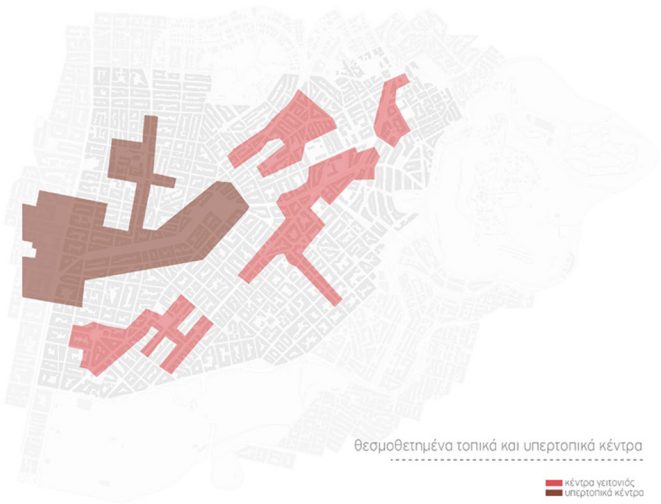 θεσμοθετημένα τοπικά και υπερτοπικά κέντρα
κέντρα γειτονιάς
υπερτοπικά κέντρα